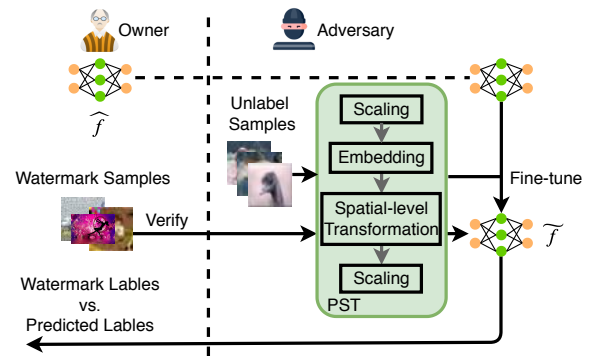 Owner
Adversary
f̂
Unlabel
Samples
Scaling
Embedding
Spatial-level
Transformation
Scaling
PST
Fine-tune
f̃
Watermark Samples
Verify
Watermark Lables
vs.
Predicted Lables